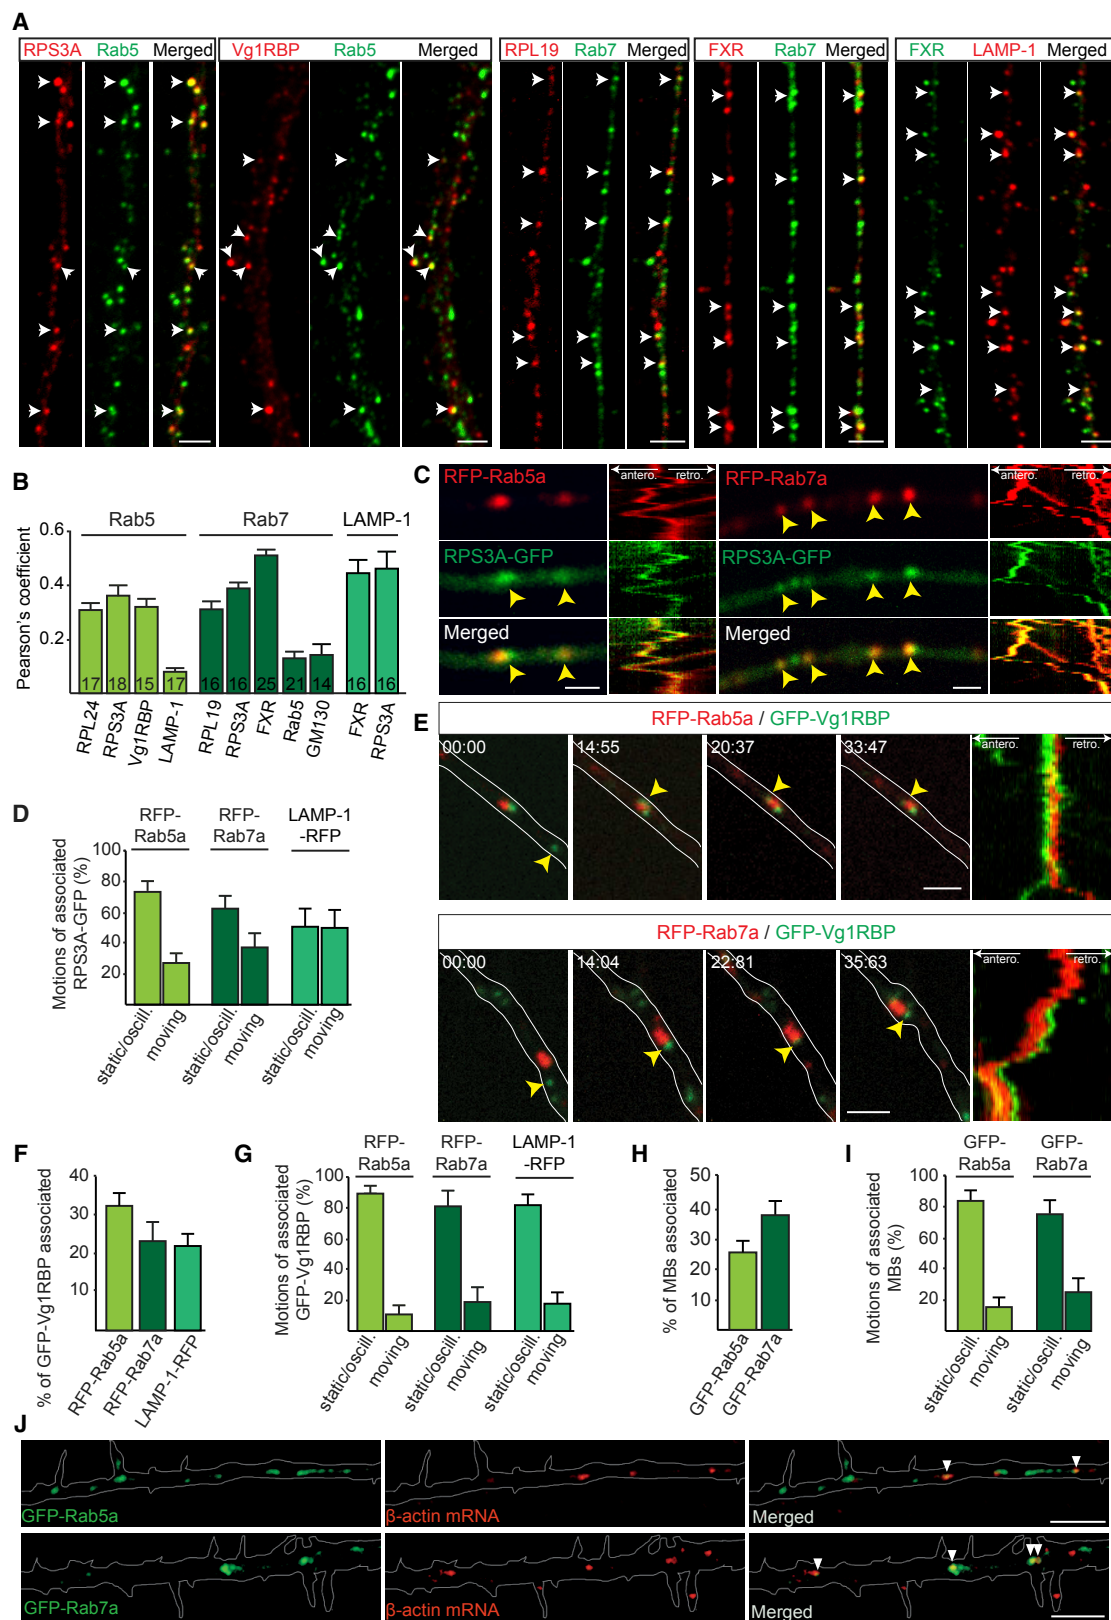 A
RPS3A Rab5 Merged Vg1RBP Rab5 Merged RPL19 Rab7 Merged FXR Rab7 Merged FXR LAMP-1 Merged
B
Rab5 Rab7 LAMP-1
Pearson's coefficient
0.6
0.4
0.2
17 18 15 17 16 16 25 21 14 16 16
RPL24 RPS3A Vg1RBP LAMP-1 RPL19 RPS3A FXR Rab5 GM130 FXR RPS3A
C
RFP-Rab5a antero. retro. RFP-Rab7a antero. retro.
RPS3A-GFP RPS3A-GFP
Merged Merged
D
RFP-Rab5a RFP-Rab7a LAMP-1-RFP
Motions of associated RPS3A-GFP (%)
100
80
60
40
20
static/oscill. moving static/oscill. moving static/oscill. moving
E
RFP-Rab5a / GFP-Vg1RBP
00:00 14:55 20:37 33:47 antero. retro.
RFP-Rab7a / GFP-Vg1RBP
00:00 14:04 22:81 35:63 antero. retro.
F
% of GFP-Vg1RBP associated
40
30
20
10
RFP-Rab5a RFP-Rab7a LAMP-1-RFP
G
RFP-Rab5a RFP-Rab7a LAMP-1-RFP
Motions of associated GFP-Vg1RBP (%)
100
80
60
40
20
static/oscill. moving static/oscill. moving static/oscill. moving
H
% of MBs associated
50
40
30
20
10
GFP-Rab5a GFP-Rab7a
I
GFP-Rab5a GFP-Rab7a
Motions of associated MBs (%)
100
80
60
40
20
static/oscill. moving static/oscill. moving
J
GFP-Rab5a β-actin mRNA Merged
GFP-Rab7a β-actin mRNA Merged